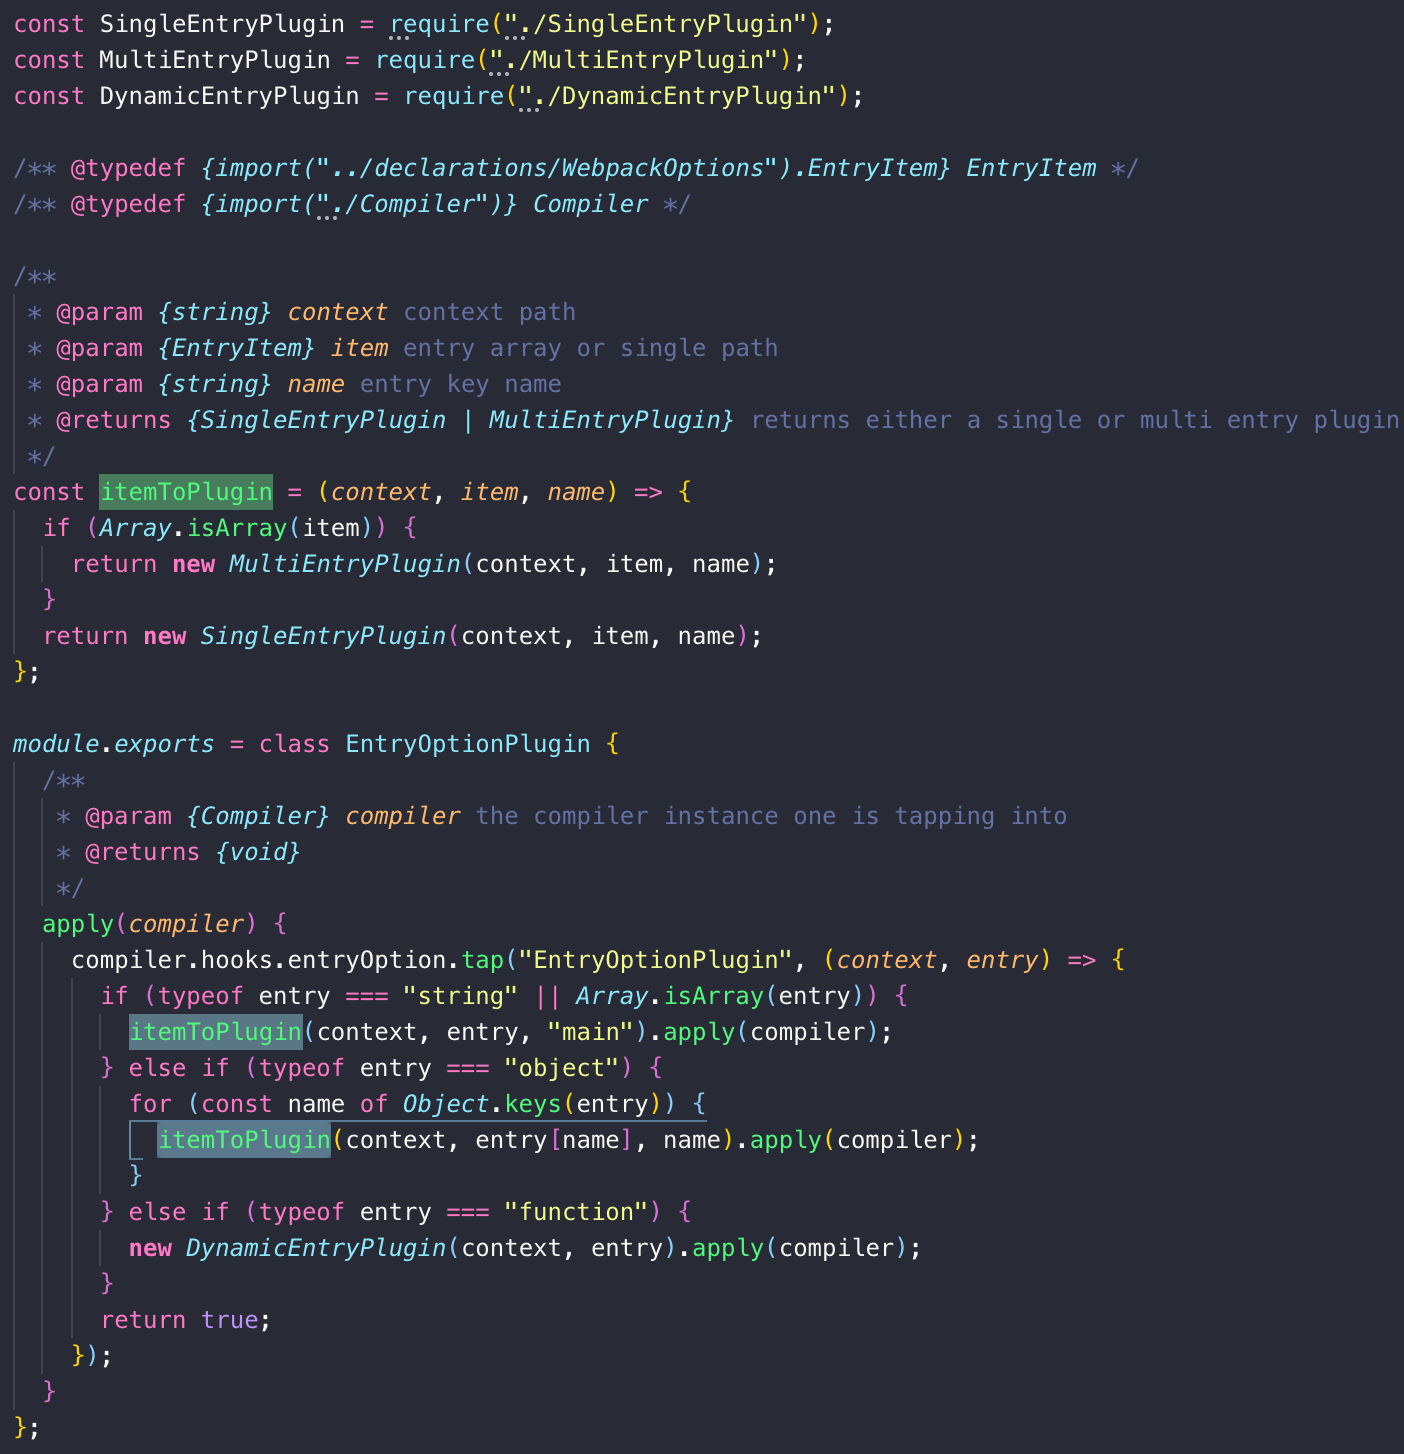 const SingleEntryPlugin = require("./SingleEntryPlugin");
const MultiEntryPlugin = require("./MultiEntryPlugin");
const DynamicEntryPlugin = require("./DynamicEntryPlugin");

/** @typedef {import("../declarations/WebpackOptions").EntryItem} EntryItem */
/** @typedef {import("./Compiler")} Compiler */

/**
 * @param {string} context context path
 * @param {EntryItem} item entry array or single path
 * @param {string} name entry key name
 * @returns {SingleEntryPlugin | MultiEntryPlugin} returns either a single or multi entry plugin
 */
const itemToPlugin = (context, item, name) => {
  if (Array.isArray(item)) {
    return new MultiEntryPlugin(context, item, name);
  }
  return new SingleEntryPlugin(context, item, name);
};

module.exports = class EntryOptionPlugin {
  /**
   * @param {Compiler} compiler the compiler instance one is tapping into
   * @returns {void}
   */
  apply(compiler) {
    compiler.hooks.entryOption.tap("EntryOptionPlugin", (context, entry) => {
      if (typeof entry === "string" || Array.isArray(entry)) {
        itemToPlugin(context, entry, "main").apply(compiler);
      } else if (typeof entry === "object") {
        for (const name of Object.keys(entry)) {
          itemToPlugin(context, entry[name], name).apply(compiler);
        }
      } else if (typeof entry === "function") {
        new DynamicEntryPlugin(context, entry).apply(compiler);
      }
      return true;
    });
  }
};